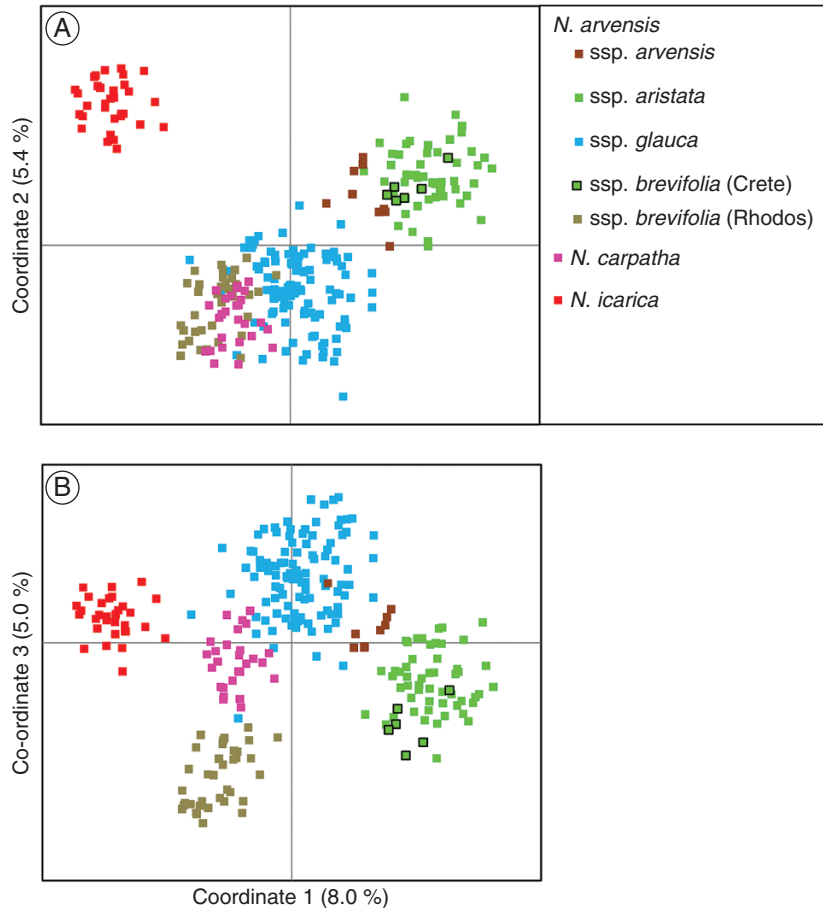 A
N. arvensis
ssp. arvensis
ssp. aristata
ssp. glauca
ssp. brevifolia (Crete)
ssp. brevifolia (Rhodos)
N. carpatha
N. icarica
Coordinate 2 (5.4 %)
B
Co-ordinate 3 (5.0 %)
Coordinate 1 (8.0 %)